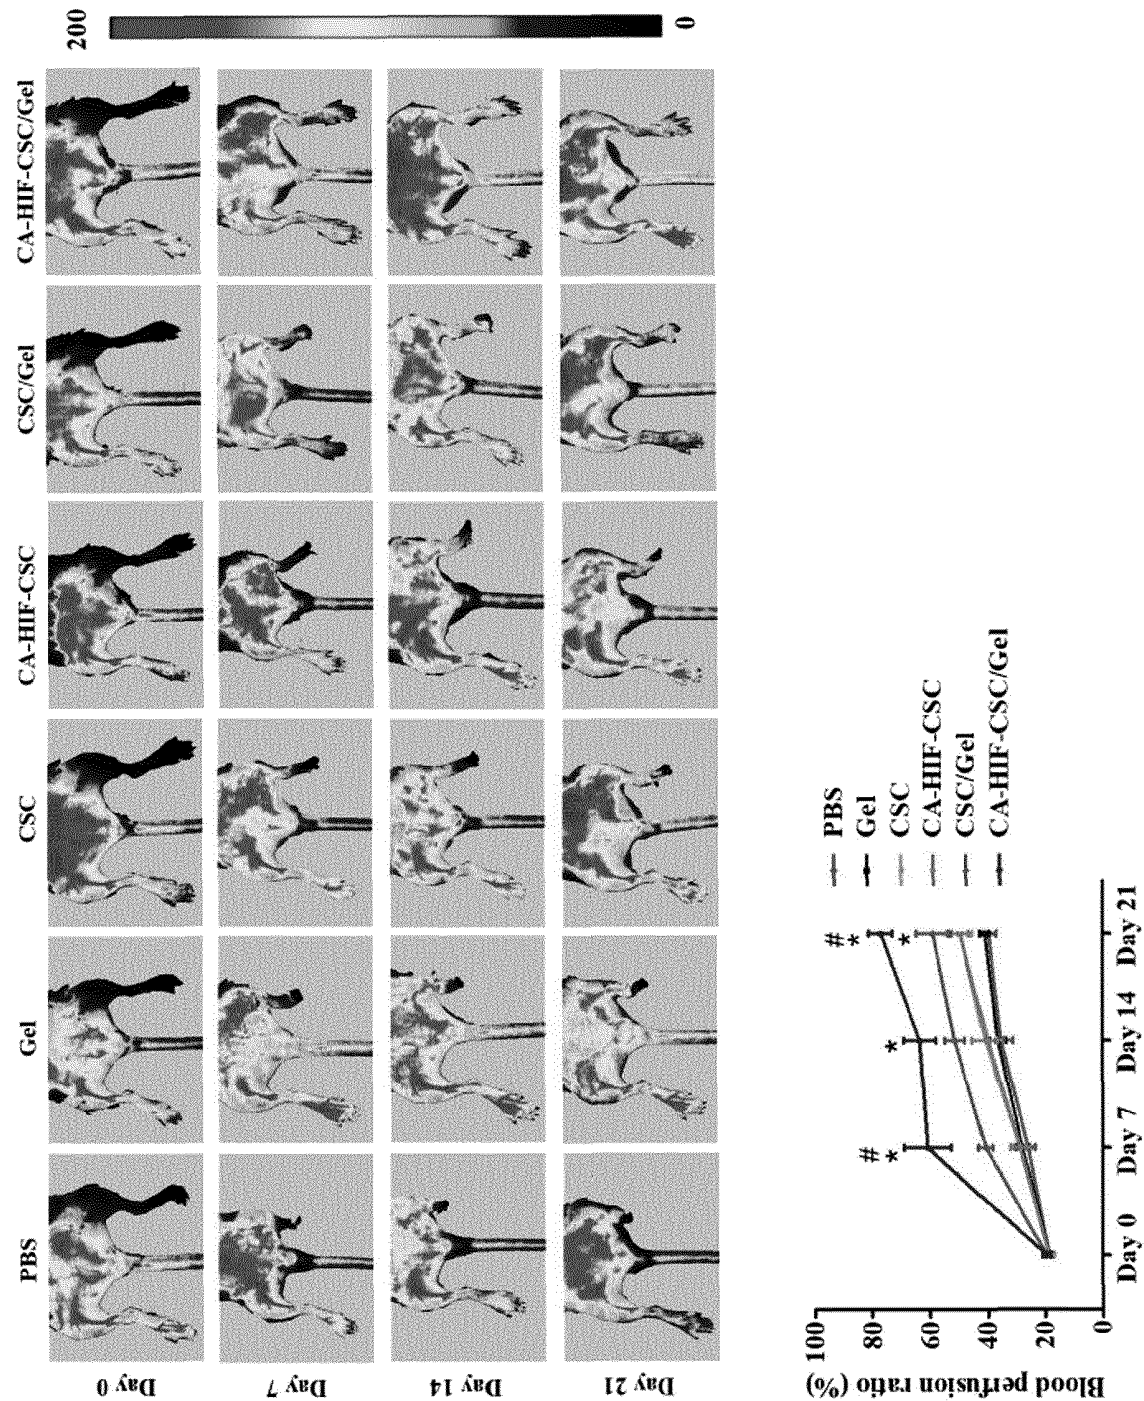 PBS Gel CSC CA-HIF-CSC CSC/Gel CA-HIF-CSC/Gel
200
0
Day 0
Day 7
Day 14
Day 21
Blood perfusion ratio (%)
100
80
60
40
20
0
# *
*
# *
*
Day 0 Day 7 Day 14 Day 21
PBS
Gel
CSC
CA-HIF-CSC
CSC/Gel
CA-HIF-CSC/Gel